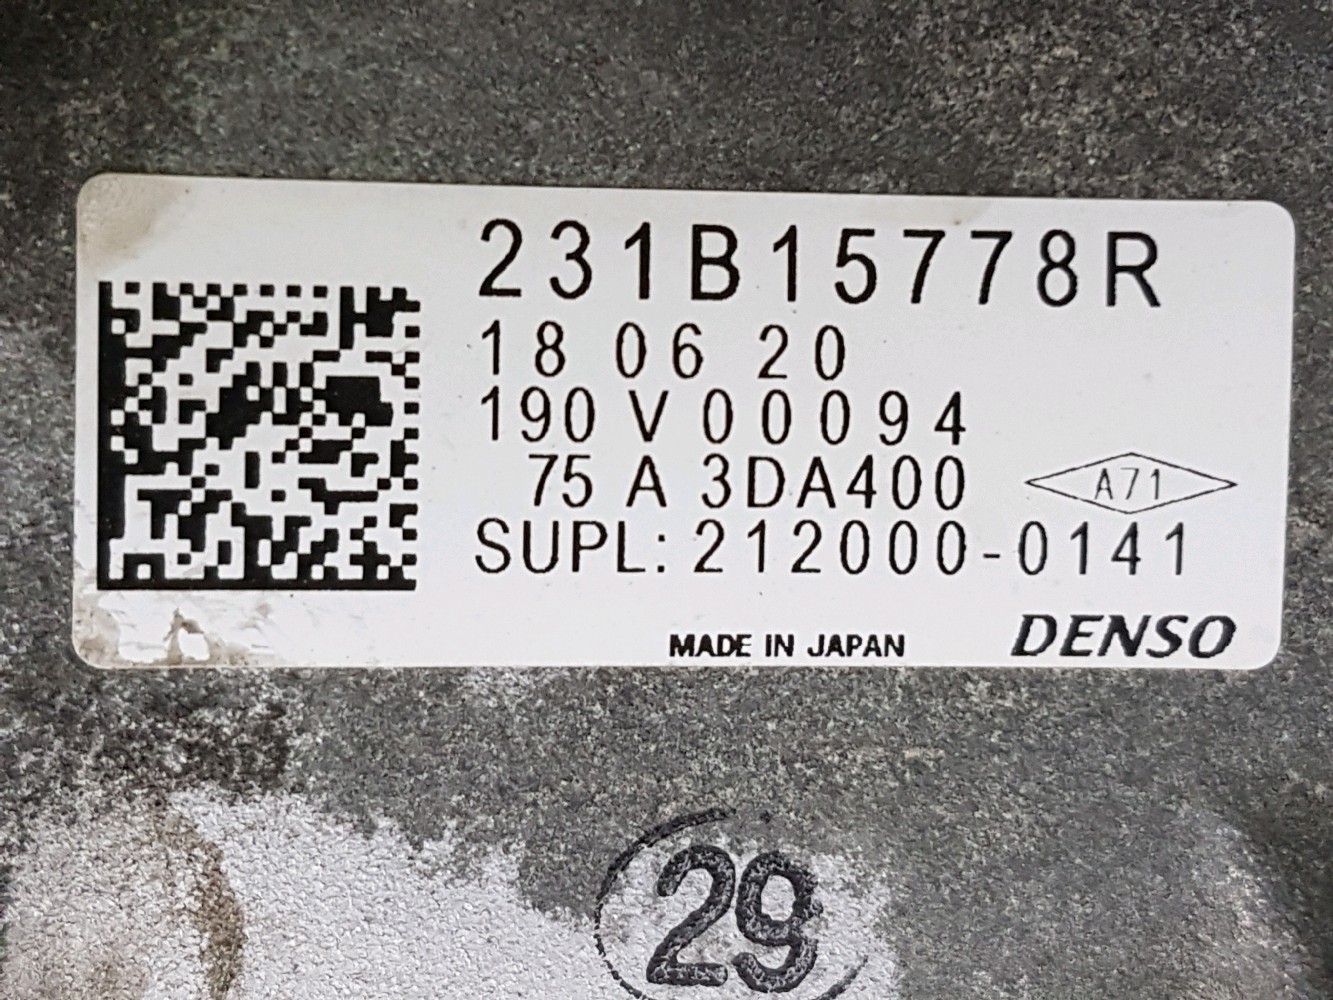 231B15778R
18 06 20
190 V 00094
75 A 3DA400
A71
SUPL: 212000-0141
MADE IN JAPAN DENSO
29